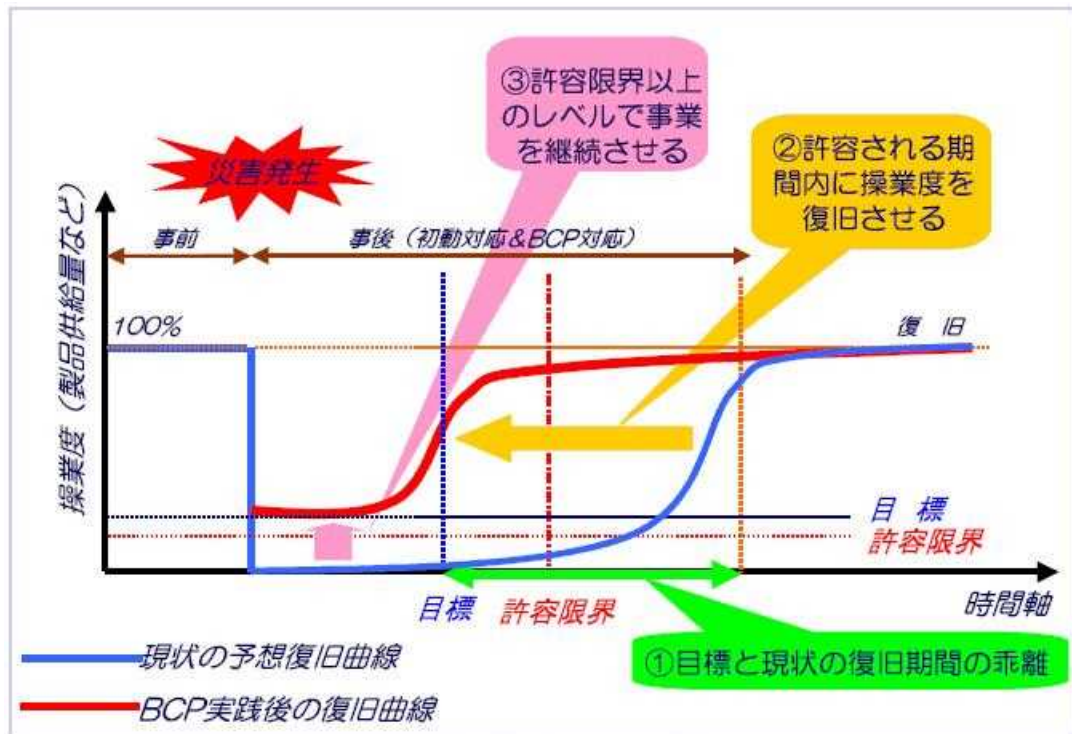 ③許容限界以上
のレベルで事業
を継続させる
②許容される期
間内に操業度を
復旧させる
災害発生
事前
事後（初動対応＆BCP対応）
100%
復 旧
操業度（製品供給量など）
目 標
許容限界
目標
許容限界
時間軸
①目標と現状の復旧期間の乖離
現状の予想復旧曲線
BCP実践後の復旧曲線